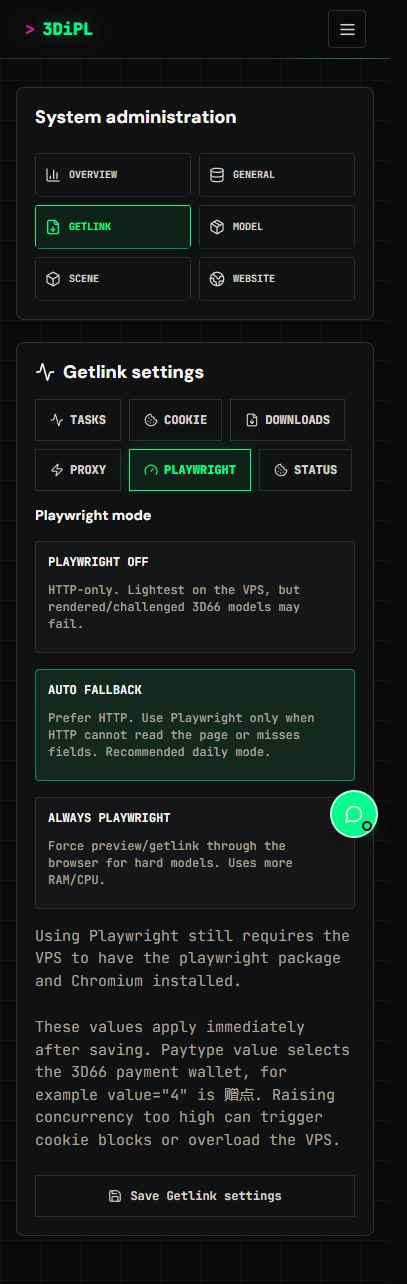 > 3DiPL
System administration
OVERVIEW
GENERAL
GETLINK
MODEL
SCENE
WEBSITE
Getlink settings
TASKS
COOKIE
DOWNLOADS
PROXY
PLAYWRIGHT
STATUS
Playwright mode
PLAYWRIGHT OFF
HTTP-only. Lightest on the VPS, but
rendered/challenged 3D66 models may
fail.
AUTO FALLBACK
Prefer HTTP. Use Playwright only when
HTTP cannot read the page or misses
fields. Recommended daily mode.
ALWAYS PLAYWRIGHT
Force preview/getlink through the
browser for hard models. Uses more
RAM/CPU.
Using Playwright still requires the
VPS to have the playwright package
and Chromium installed.
These values apply immediately
after saving. Paytype value selects
the 3D66 payment wallet, for
example value="4" is 赠点. Raising
concurrency too high can trigger
cookie blocks or overload the VPS.
Save Getlink settings